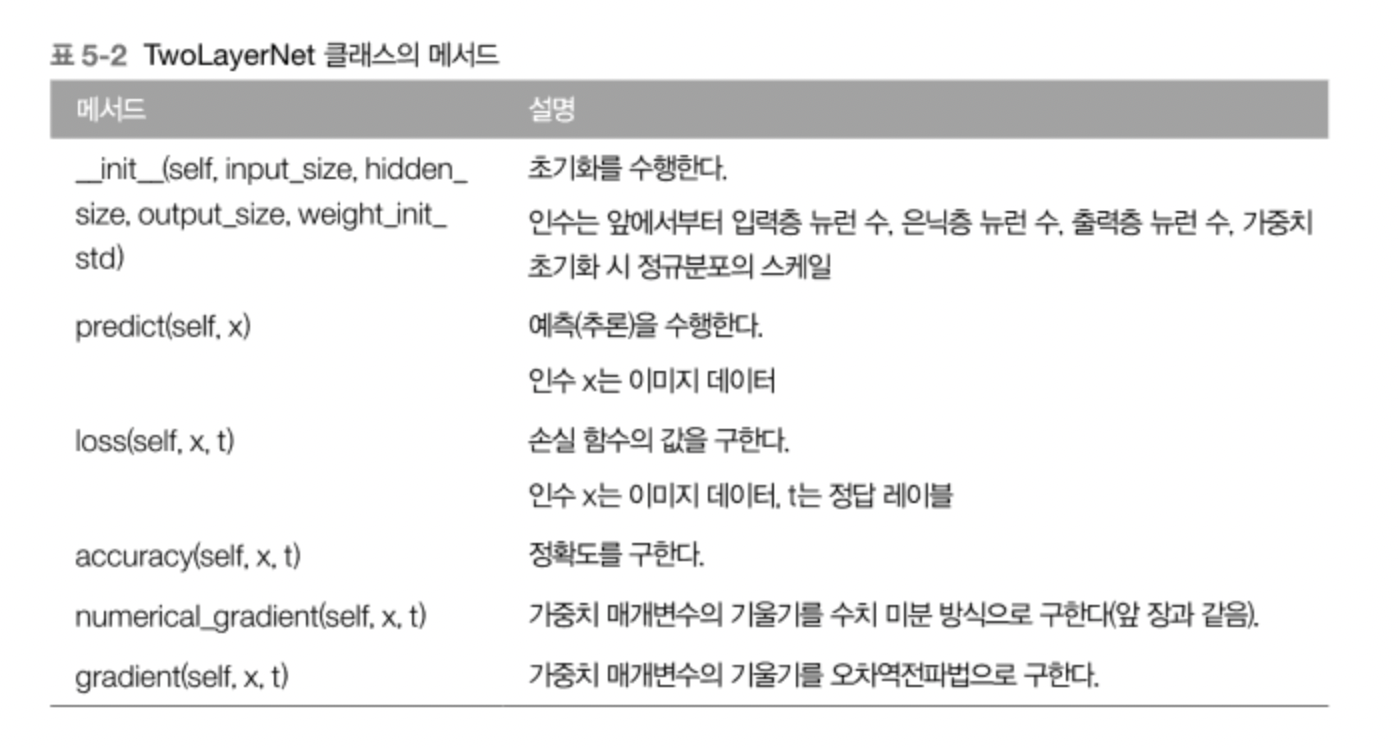 표 5-2 TwoLayerNet 클래스의 메서드
메서드 설명
__init__(self, input_size, hidden_
size, output_size, weight_init_
std)
초기화를 수행한다.
인수는 앞에서부터 입력층 뉴런 수, 은닉층 뉴런 수, 출력층 뉴런 수, 가중치
초기화 시 정규분포의 스케일
predict(self, x) 예측(추론)을 수행한다.
인수 x는 이미지 데이터
loss(self, x, t) 손실 함수의 값을 구한다.
인수 x는 이미지 데이터, t는 정답 레이블
accuracy(self, x, t) 정확도를 구한다.
numerical_gradient(self, x, t) 가중치 매개변수의 기울기를 수치 미분 방식으로 구한다(앞 장과 같음).
gradient(self, x, t) 가중치 매개변수의 기울기를 오차역전파법으로 구한다.